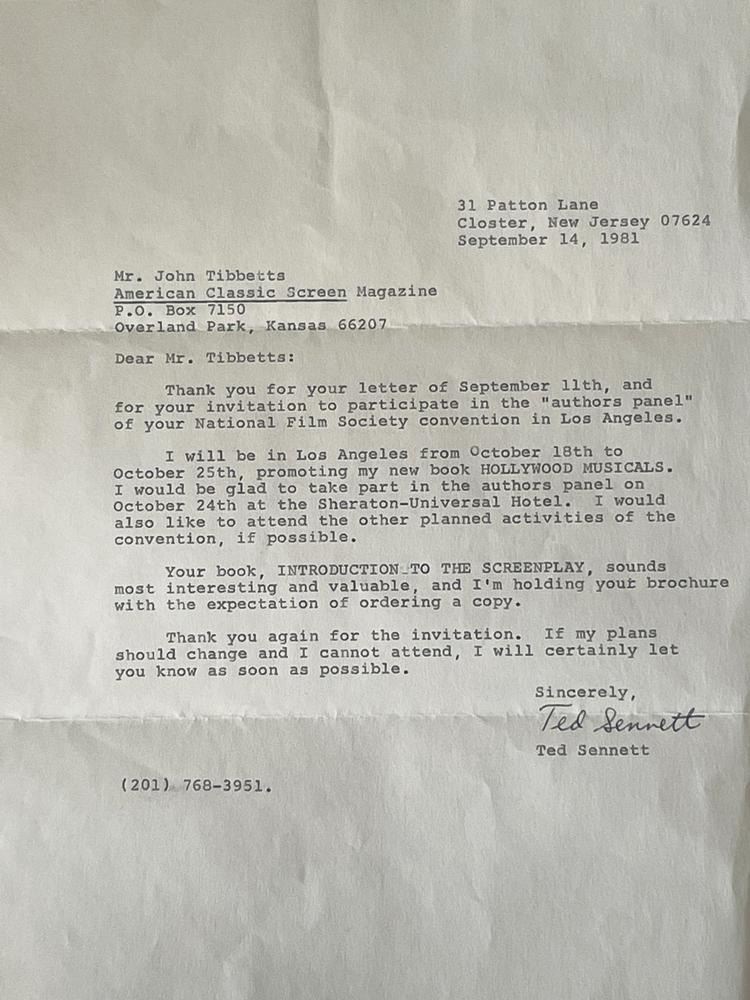 31 Patton Lane
Closter, New Jersey 07624
September 14, 1981
Mr. John Tibbetts
American Classic Screen Magazine
P.O. Box 7150
Overland Park, Kansas 66207
Dear Mr. Tibbetts:
Thank you for your letter of September 11th, and
for your invitation to participate in the "authors panel"
of your National Film Society convention in Los Angeles.
I will be in Los Angeles from October 18th to
October 25th, promoting my new book HOLLYWOOD MUSICALS.
I would be glad to take part in the authors panel on
October 24th at the Sheraton-Universal Hotel. I would
also like to attend the other planned activities of the
convention, if possible.
Your book, INTRODUCTION TO THE SCREENPLAY, sounds
most interesting and valuable, and I'm holding your brochure
with the expectation of ordering a copy.
Thank you again for the invitation. If my plans
should change and I cannot attend, I will certainly let
you know as soon as possible.
Sincerely,
Ted Sennett
Ted Sennett
(201) 768-3951.